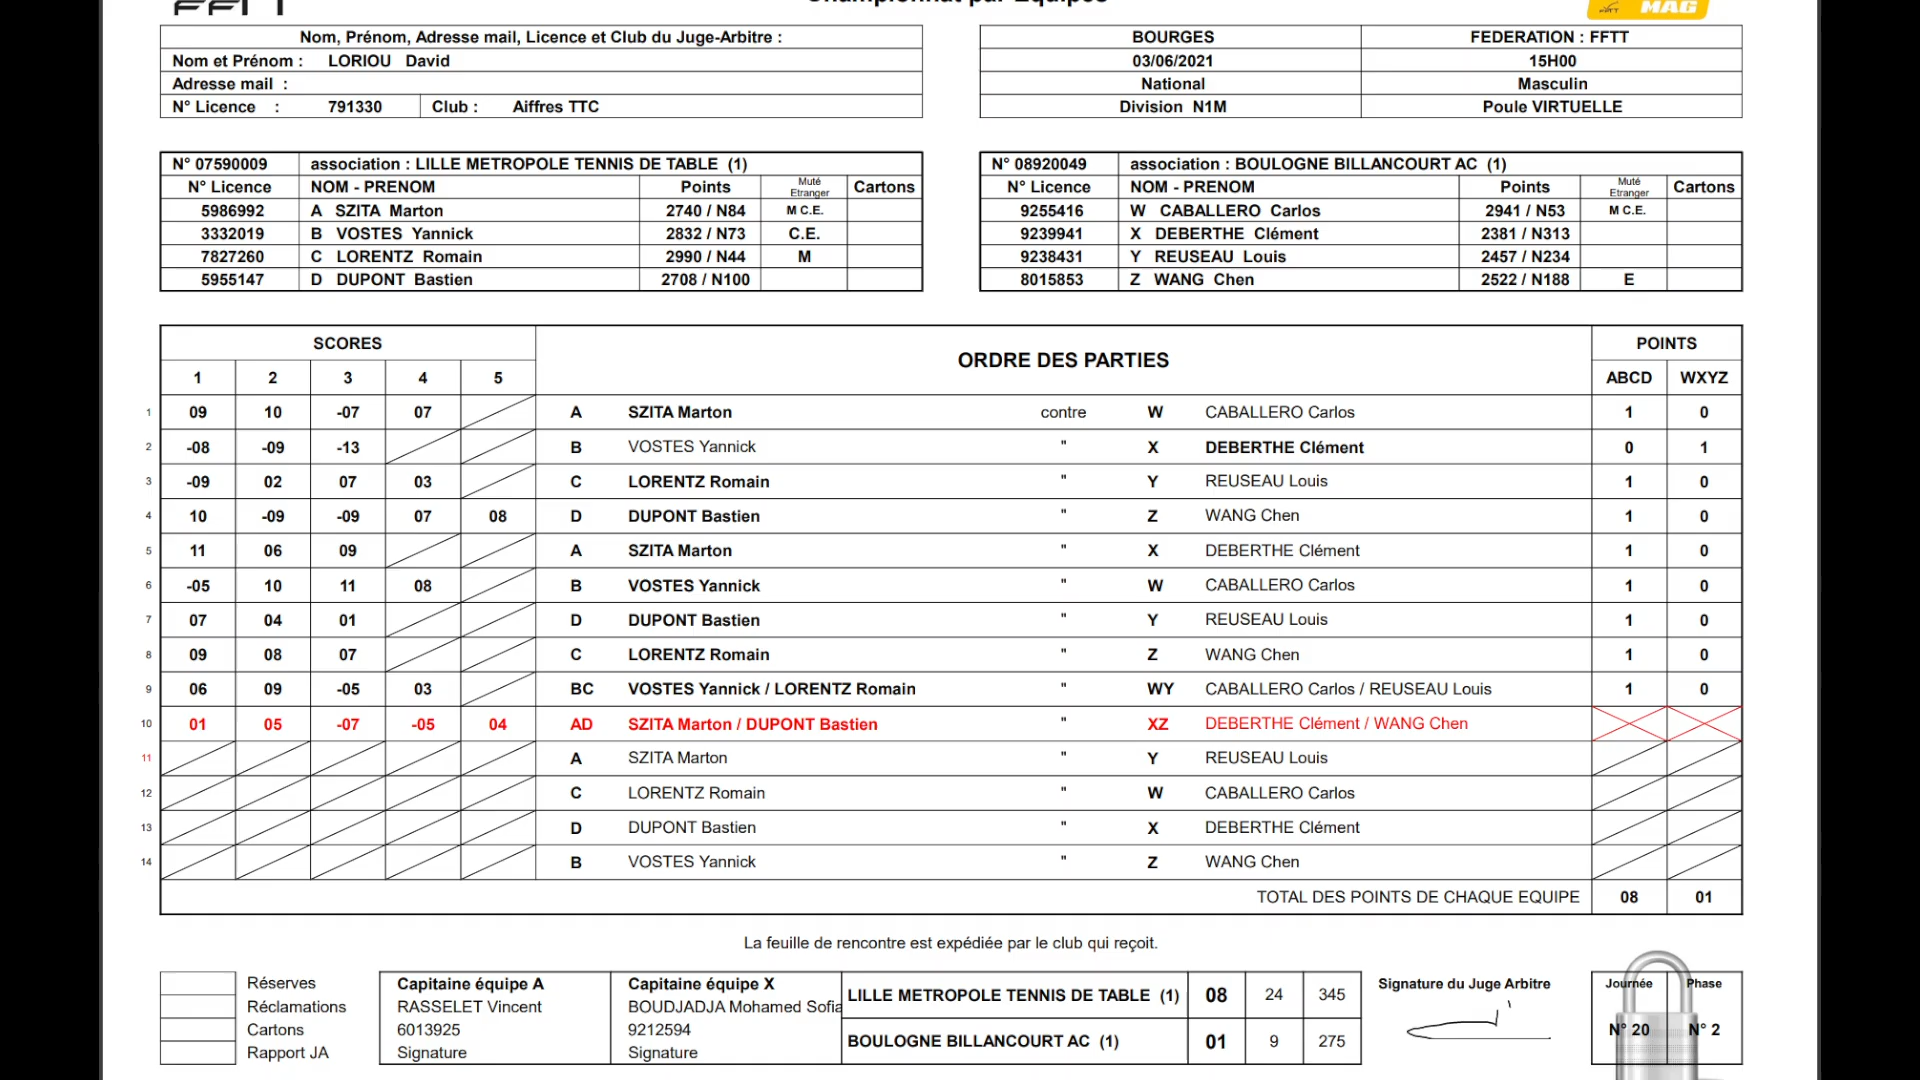 FFTT
Championnat par Equipes
MAG
Nom, Prénom, Adresse mail, Licence et Club du Juge-Arbitre :
Nom et Prénom : LORIOU David
Adresse mail :
N° Licence : 791330 Club : Aiffres TTC
BOURGES FEDERATION : FFTT
03/06/2021 15H00
National Masculin
Division N1M Poule VIRTUELLE
N° 07590009 association : LILLE METROPOLE TENNIS DE TABLE (1)
N° Licence NOM - PRENOM Points Muté Etranger Cartons
5986992 A SZITA Marton 2740 / N84 M C.E.
3332019 B VOSTES Yannick 2832 / N73 C.E.
7827260 C LORENTZ Romain 2990 / N44 M
5955147 D DUPONT Bastien 2708 / N100
N° 08920049 association : BOULOGNE BILLANCOURT AC (1)
N° Licence NOM - PRENOM Points Muté Etranger Cartons
9255416 W CABALLERO Carlos 2941 / N53 M C.E.
9239941 X DEBERTHE Clément 2381 / N313
9238431 Y REUSEAU Louis 2457 / N234
8015853 Z WANG Chen 2522 / N188 E
SCORES ORDRE DES PARTIES POINTS
1 2 3 4 5 ABCD WXYZ
1 09 10 -07 07 A SZITA Marton contre W CABALLERO Carlos 1 0
2 -08 -09 -13 B VOSTES Yannick " X DEBERTHE Clément 0 1
3 -09 02 07 03 C LORENTZ Romain " Y REUSEAU Louis 1 0
4 10 -09 -09 07 08 D DUPONT Bastien " Z WANG Chen 1 0
5 11 06 09 A SZITA Marton " X DEBERTHE Clément 1 0
6 -05 10 11 08 B VOSTES Yannick " W CABALLERO Carlos 1 0
7 07 04 01 D DUPONT Bastien " Y REUSEAU Louis 1 0
8 09 08 07 C LORENTZ Romain " Z WANG Chen 1 0
9 06 09 -05 03 BC VOSTES Yannick / LORENTZ Romain " WY CABALLERO Carlos / REUSEAU Louis 1 0
10 01 05 -07 -05 04 AD SZITA Marton / DUPONT Bastien " XZ DEBERTHE Clément / WANG Chen
11 A SZITA Marton " Y REUSEAU Louis
12 C LORENTZ Romain " W CABALLERO Carlos
13 D DUPONT Bastien " X DEBERTHE Clément
14 B VOSTES Yannick " Z WANG Chen
TOTAL DES POINTS DE CHAQUE EQUIPE 08 01
La feuille de rencontre est expédiée par le club qui reçoit.
Réserves
Réclamations
Cartons
Rapport JA
Capitaine équipe A
RASSELET Vincent
6013925
Signature
Capitaine équipe X
BOUDJADJA Mohamed Sofia
9212594
Signature
LILLE METROPOLE TENNIS DE TABLE (1) 08 24 345
BOULOGNE BILLANCOURT AC (1) 01 9 275
Signature du Juge Arbitre
Journée Phase
N° 20 N° 2